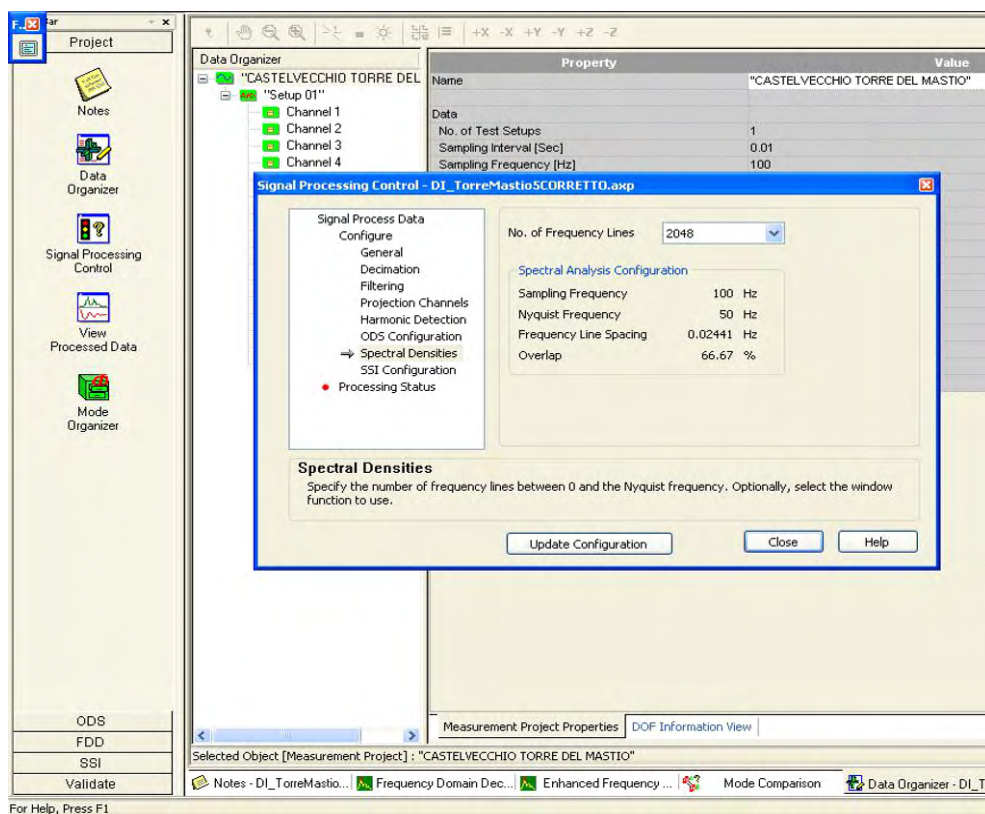 F..
ar
Project
Notes
Data
Organizer
Signal Processing
Control
View
Processed Data
Mode
Organizer
ODS
FDD
SSI
Validate
+X -X +Y -Y +Z -Z
Data Organizer
"CASTELVECCHIO TORRE DEL
"Setup 01"
Channel 1
Channel 2
Channel 3
Channel 4
Property Value
Name "CASTELVECCHIO TORRE DEL MASTIO"
Data
No. of Test Setups 1
Sampling Interval [Sec] 0.01
Sampling Frequency [Hz] 100
Signal Processing Control - DI_TorreMastio5CORRETTO.axp
Signal Process Data
Configure
General
Decimation
Filtering
Projection Channels
Harmonic Detection
ODS Configuration
Spectral Densities
SSI Configuration
Processing Status
No. of Frequency Lines 2048
Spectral Analysis Configuration
Sampling Frequency 100 Hz
Nyquist Frequency 50 Hz
Frequency Line Spacing 0.02441 Hz
Overlap 66.67 %
Spectral Densities
Specify the number of frequency lines between 0 and the Nyquist frequency. Optionally, select the window
function to use.
Update Configuration Close Help
Measurement Project Properties DOF Information View
Selected Object [Measurement Project] : "CASTELVECCHIO TORRE DEL MASTIO"
Notes - DI_TorreMastio... Frequency Domain Dec... Enhanced Frequency ... Mode Comparison Data Organizer - DI_T
For Help, Press F1